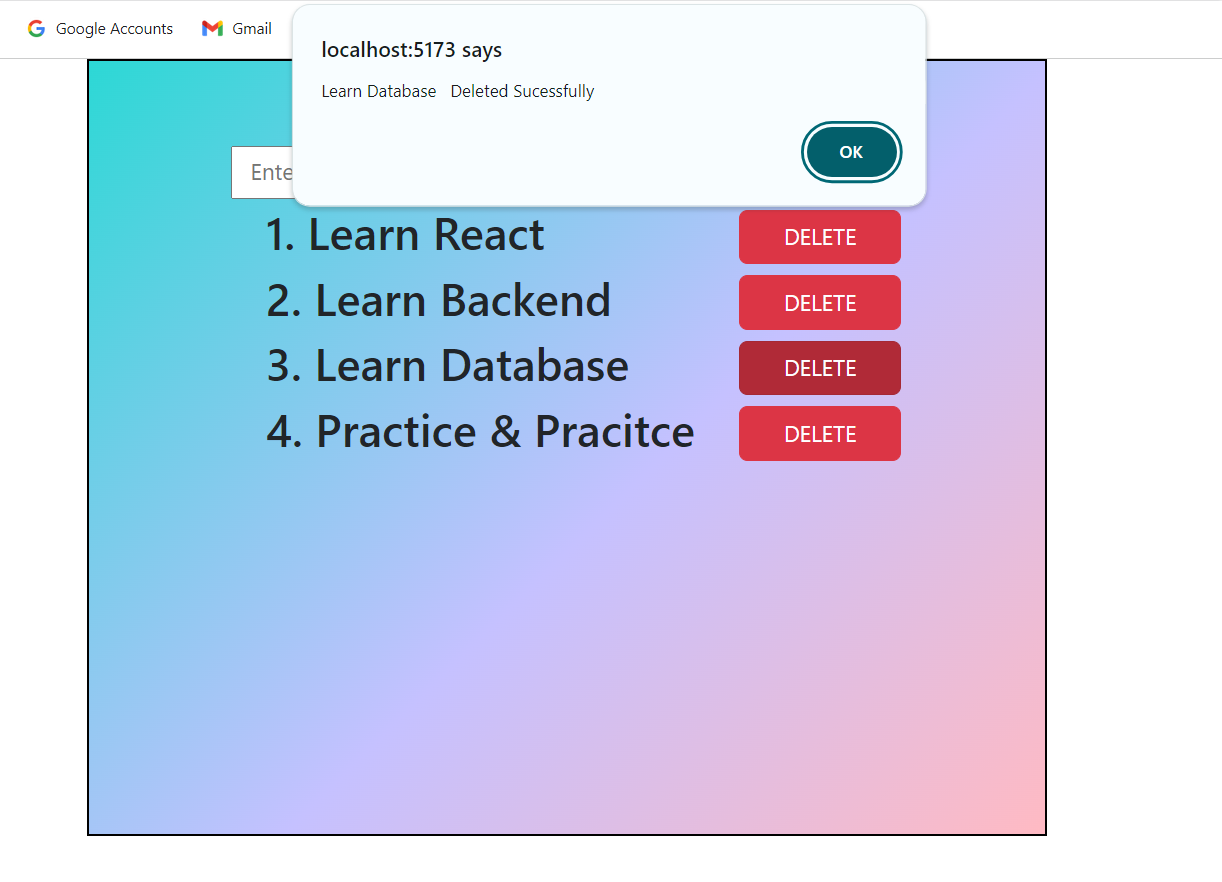 Google Accounts Gmail
localhost:5173 says
Learn Database Deleted Sucessfully
OK
Ente
1. Learn React DELETE
2. Learn Backend DELETE
3. Learn Database DELETE
4. Practice & Pracitce DELETE